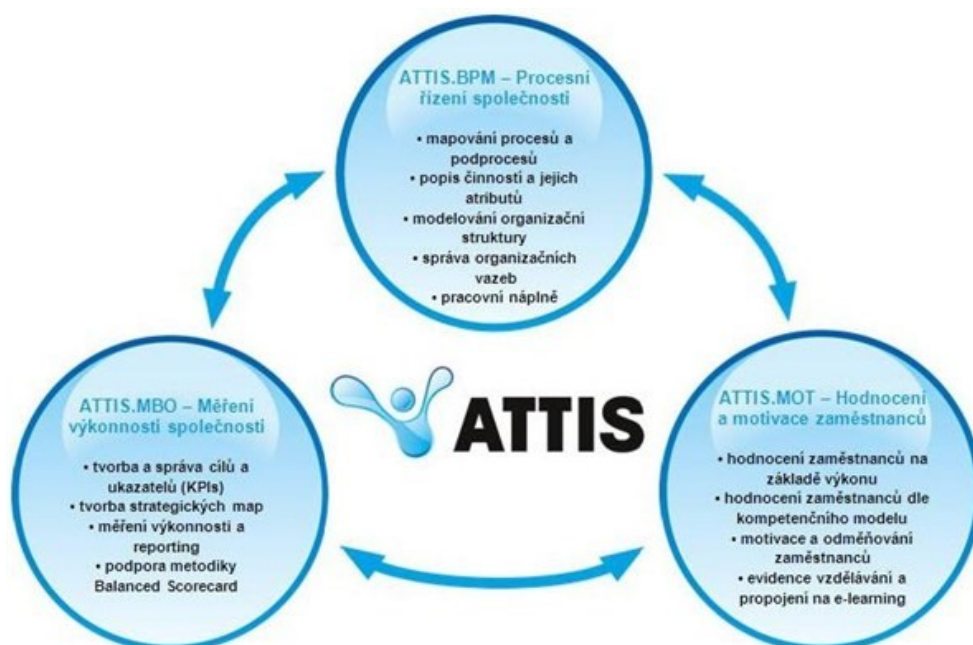 ATTIS.BPM – Procesní
řízení společnosti
• mapování procesů a
podprocesů
• popis činností a jejich
atributů
• modelování organizační
struktury
• správa organizačních
vazeb
• pracovní náplně
ATTIS.MBO – Měření
výkonnosti společnosti
• tvorba a správa cílů a
ukazatelů (KPIs)
• tvorba strategických map
• měření výkonnosti a
reporting
• podpora metodiky
Balanced Scorecard
ATTIS
ATTIS.MOT – Hodnocení
a motivace zaměstnanců
• hodnocení zaměstnanců na
základě výkonu
• hodnocení zaměstnanců dle
kompetenčního modelu
• motivace a odměňování
zaměstnanců
• evidence vzdělávání a
propojení na e-learning